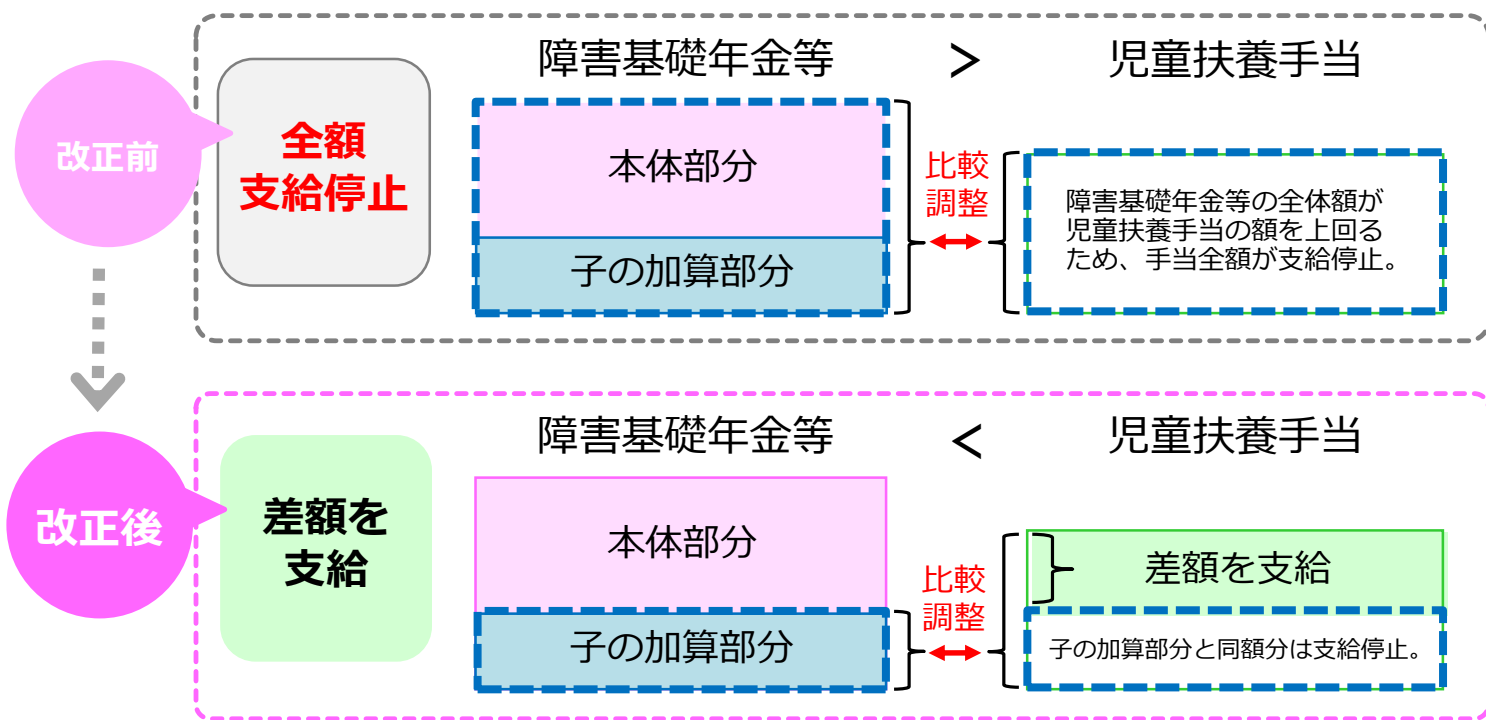 改正前
全額
支給停止
障害基礎年金等 > 児童扶養手当
本体部分
子の加算部分
比較
調整
障害基礎年金等の全体額が
児童扶養手当の額を上回る
ため、手当全額が支給停止。
改正後
差額を
支給
障害基礎年金等 < 児童扶養手当
本体部分
子の加算部分
比較
調整
差額を支給
子の加算部分と同額分は支給停止。